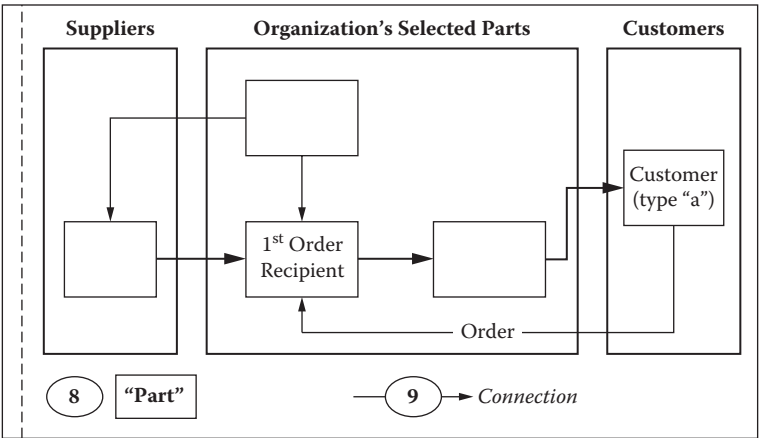 Suppliers
Organization's Selected Parts
Customers
Customer
(type "a")
1st Order
Recipient
Order
8
"Part"
9
Connection